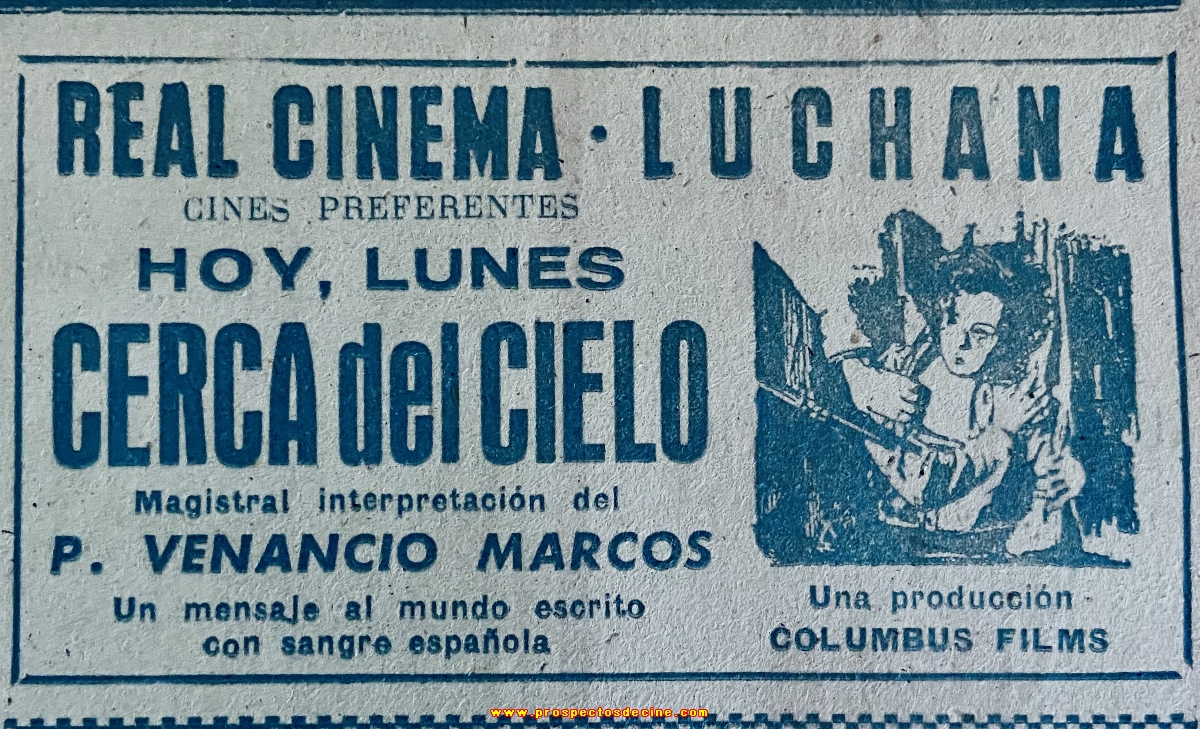 REAL CINEMA · LUCHANA
CINES PREFERENTES
HOY, LUNES
CERCA del CIELO
Magistral interpretación del
P. VENANCIO MARCOS
Un mensaje al mundo escrito
con sangre española
Una producción
COLUMBUS FILMS
www.prospectosdecine.com